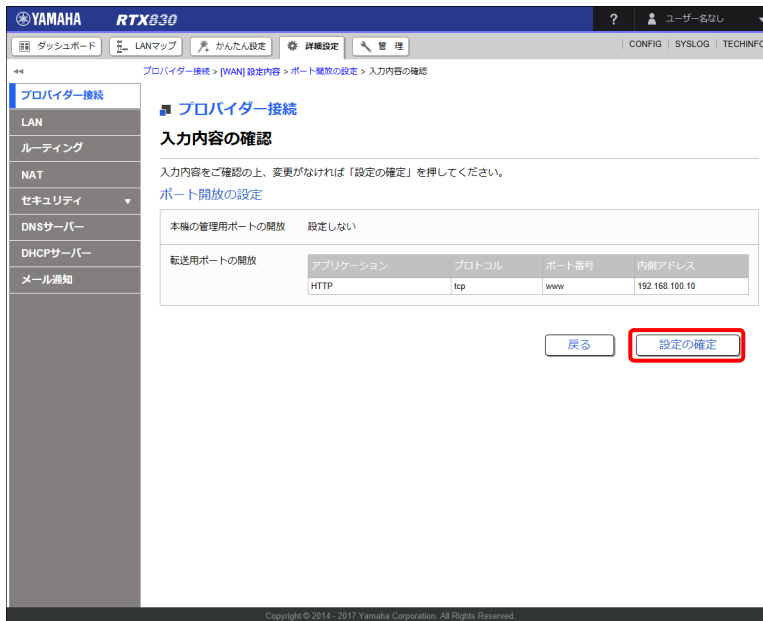 YAMAHA RTX830 ? ユーザー名なし
ダッシュボード LANマップ かんたん設定 詳細設定 管 理 CONFIG SYSLOG TECHINFO
プロバイダー接続 > [WAN] 設定内容 > ポート開放の設定 > 入力内容の確認
プロバイダー接続
LAN
ルーティング
NAT
セキュリティ
DNSサーバー
DHCPサーバー
メール通知
プロバイダー接続
入力内容の確認
入力内容をご確認の上、変更がなければ「設定の確定」を押してください。
ポート開放の設定
本機の管理用ポートの開放 設定しない
転送用ポートの開放
アプリケーション プロトコル ポート番号 内側アドレス
HTTP tcp www 192.168.100.10
戻る 設定の確定
Copyright © 2014 - 2017 Yamaha Corporation. All Rights Reserved.